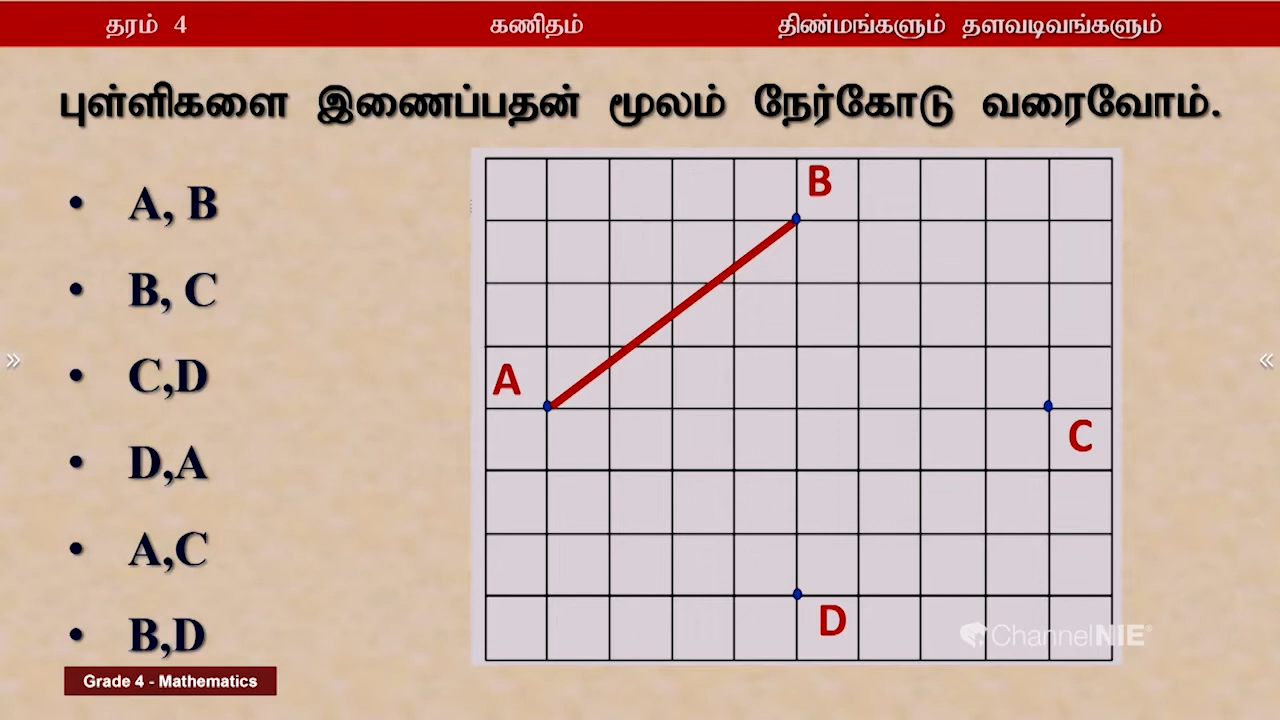 தரம் 4 கணிதம் திண்மங்களும் தளவடிவங்களும்
புள்ளிகளை இணைப்பதன் மூலம் நேர்கோடு வரைவோம்.
• A, B
• B, C
• C,D
• D,A
• A,C
• B,D
B
A
C
D
ChannelNIE
Grade 4 - Mathematics